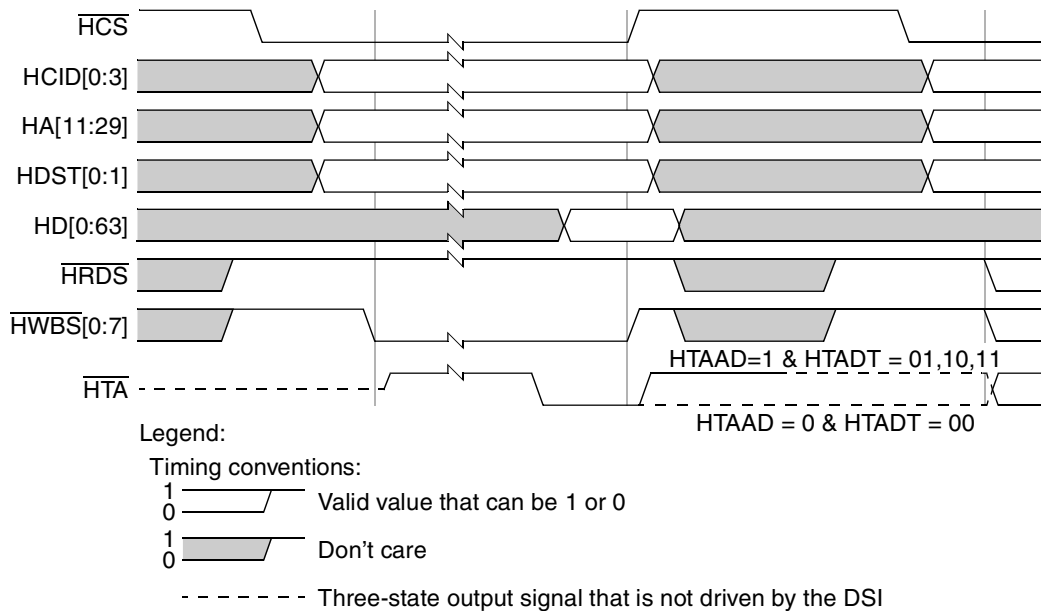 HCS
HCID[0:3]
HA[11:29]
HDST[0:1]
HD[0:63]
HRDS
HWBS[0:7]
HTAAD=1 & HTADT = 01,10,11
HTA
HTAAD = 0 & HTADT = 00
Legend:
Timing conventions:
1
0
Valid value that can be 1 or 0
1
0
Don't care
Three-state output signal that is not driven by the DSI